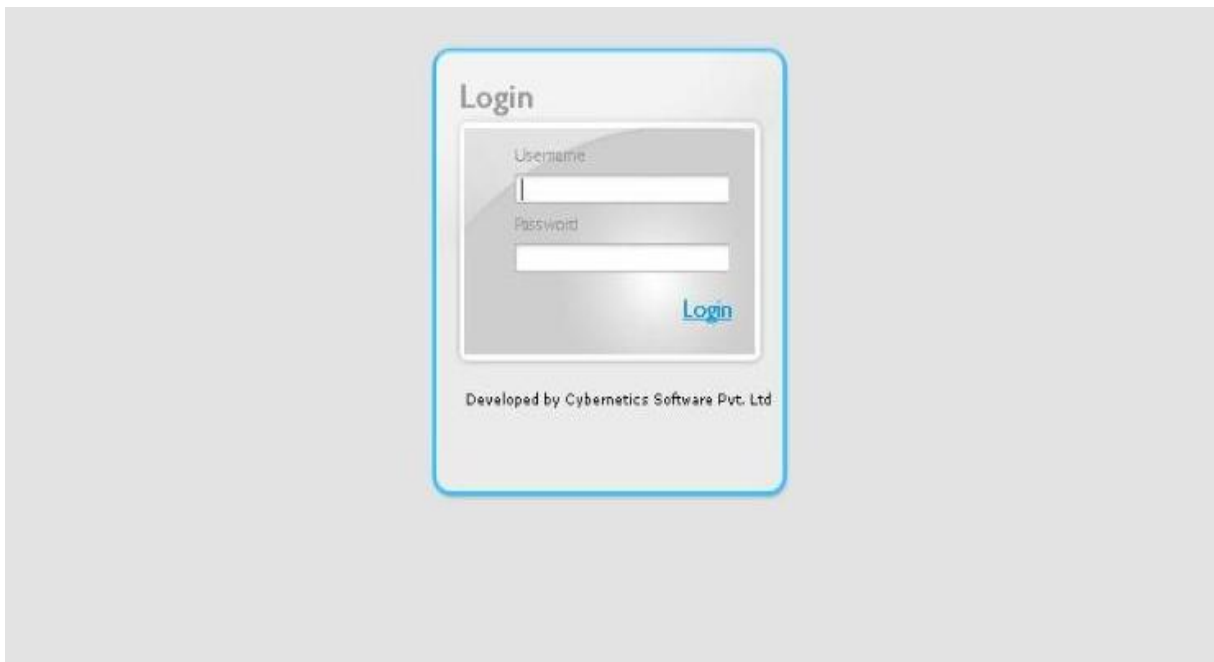 Login
Username
Password
Login
Developed by Cybernetics Software Pvt. Ltd